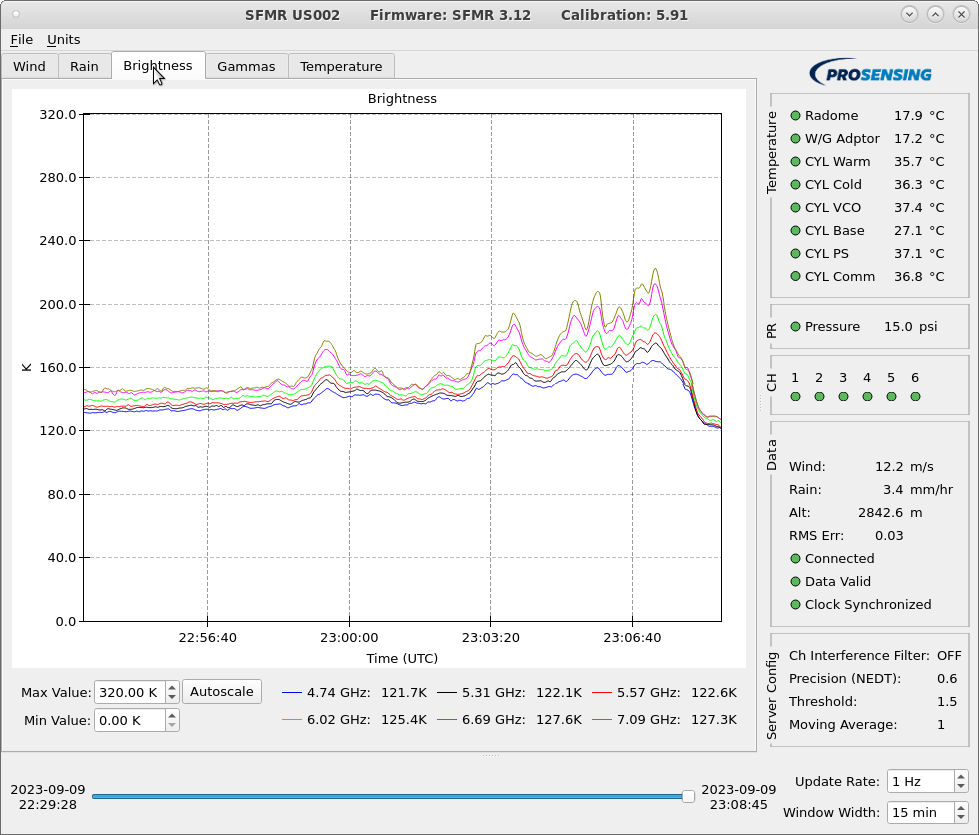 SFMR US002 Firmware: SFMR 3.12 Calibration: 5.91
File Units
Wind Rain Brightness Gammas Temperature
Brightness
320.0
280.0
240.0
200.0
160.0
120.0
80.0
40.0
0.0
K
22:56:40 23:00:00 23:03:20 23:06:40
Time (UTC)
Max Value: 320.00 K Autoscale
Min Value: 0.00 K
4.74 GHz: 121.7K 5.31 GHz: 122.1K 5.57 GHz: 122.6K
6.02 GHz: 125.4K 6.69 GHz: 127.6K 7.09 GHz: 127.3K
PROSENSING
Temperature
Radome 17.9 °C
W/G Adptor 17.2 °C
CYL Warm 35.7 °C
CYL Cold 36.3 °C
CYL VCO 37.4 °C
CYL Base 27.1 °C
CYL PS 37.1 °C
CYL Comm 36.8 °C
PR
Pressure 15.0 psi
CH
1 2 3 4 5 6
Data
Wind: 12.2 m/s
Rain: 3.4 mm/hr
Alt: 2842.6 m
RMS Err: 0.03
Connected
Data Valid
Clock Synchronized
Server Config
Ch Interference Filter: OFF
Precision (NEDT): 0.6
Threshold: 1.5
Moving Average: 1
2023-09-09
22:29:28
2023-09-09
23:08:45
Update Rate: 1 Hz
Window Width: 15 min